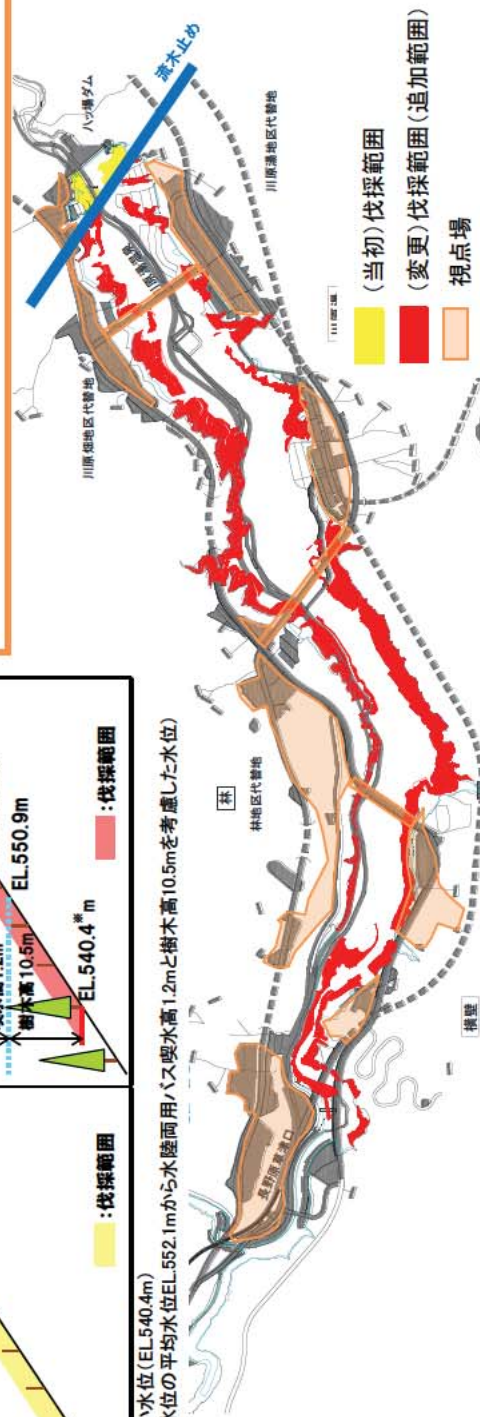 :伐採範囲
樹木高10.5m
EL.550.9m
EL.540.4※m
:伐採範囲
水位(EL540.4m)
水位の平均水位EL.552.1mから水陸両用バス喫水高1.2mと樹木高10.5mを考慮した水位)
流木止め
八ッ場ダム
川原湯地区代替地
川原畑地区代替地
林
林地区代替地
横壁
長野原草津口
(当初)伐採範囲
(変更)伐採範囲(追加範囲)
視点場